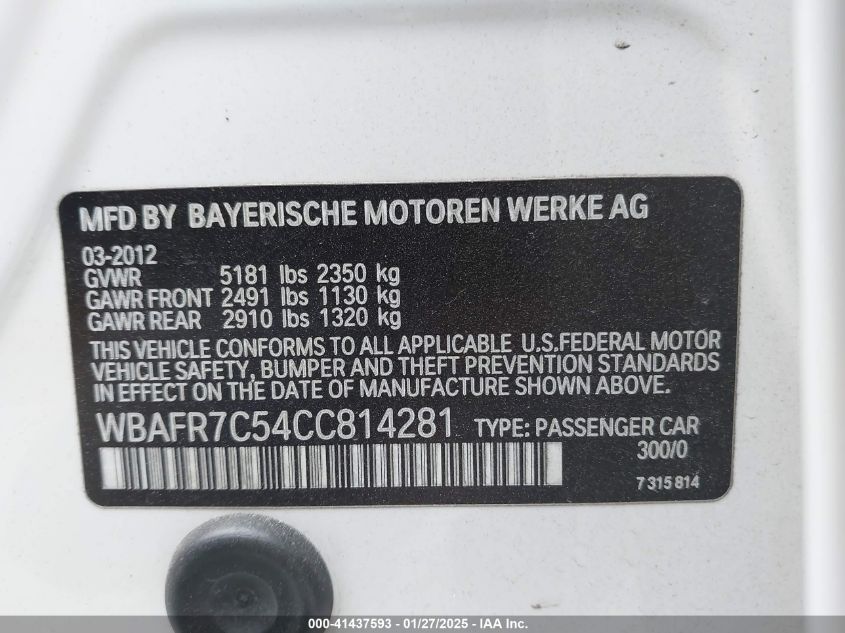 MFD BY BAYERISCHE MOTOREN WERKE AG
03-2012
GVWR 5181 lbs 2350 kg
GAWR FRONT 2491 lbs 1130 kg
GAWR REAR 2910 lbs 1320 kg
THIS VEHICLE CONFORMS TO ALL APPLICABLE U.S.FEDERAL MOTOR
VEHICLE SAFETY, BUMPER AND THEFT PREVENTION STANDARDS
IN EFFECT ON THE DATE OF MANUFACTURE SHOWN ABOVE.
WBAFR7C54CC814281 TYPE: PASSENGER CAR
300/0
7 315 814
000-41437593 - 01/27/2025 - IAA Inc.